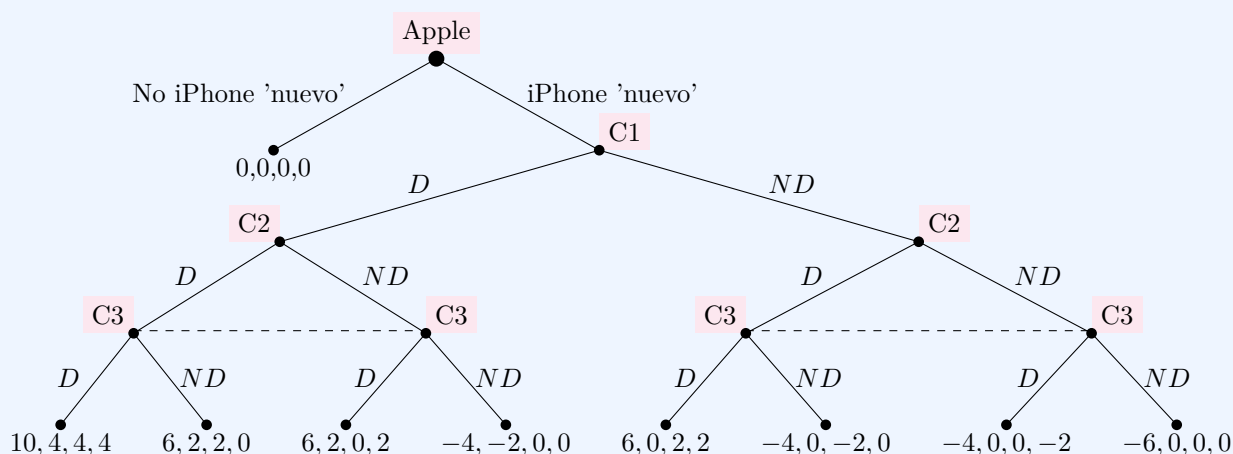 Apple
No iPhone 'nuevo' iPhone 'nuevo'
C1
0,0,0,0
D ND
C2 C2
D ND D ND
C3 C3 C3 C3
D ND D ND D ND D ND
10, 4, 4, 4 6, 2, 2, 0 6, 2, 0, 2 −4, −2, 0, 0 6, 0, 2, 2 −4, 0, −2, 0 −4, 0, 0, −2 −6, 0, 0, 0